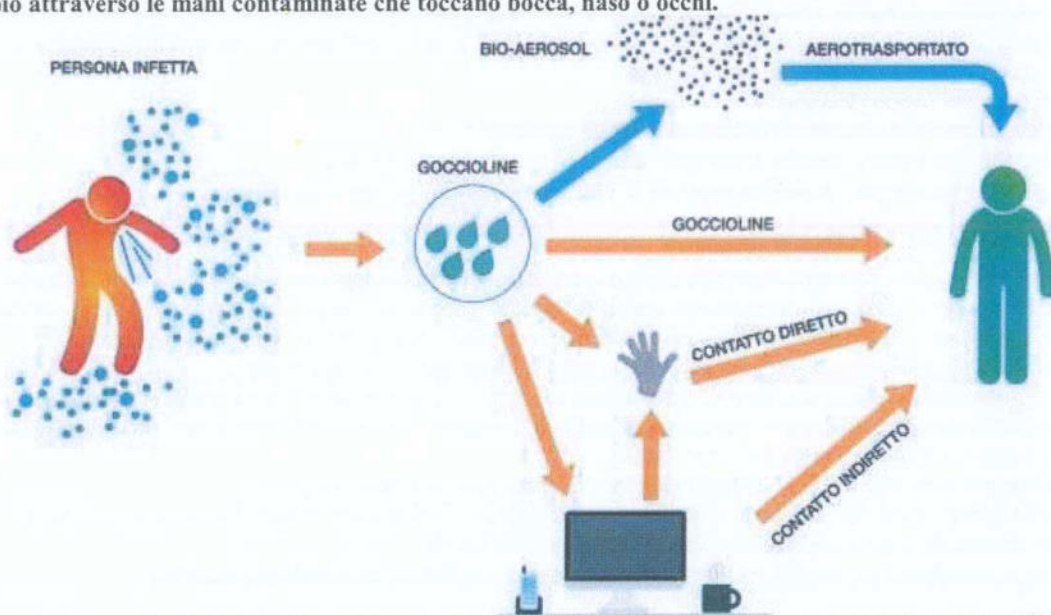 attraverso le mani contaminate che toccano bocca, naso o occhi.
BIO-AEROSOL
AEROTRASPORTATO
PERSONA INFETTA
GOCCIOLINE
GOCCIOLINE
CONTATTO DIRETTO
CONTATTO INDIRETTO